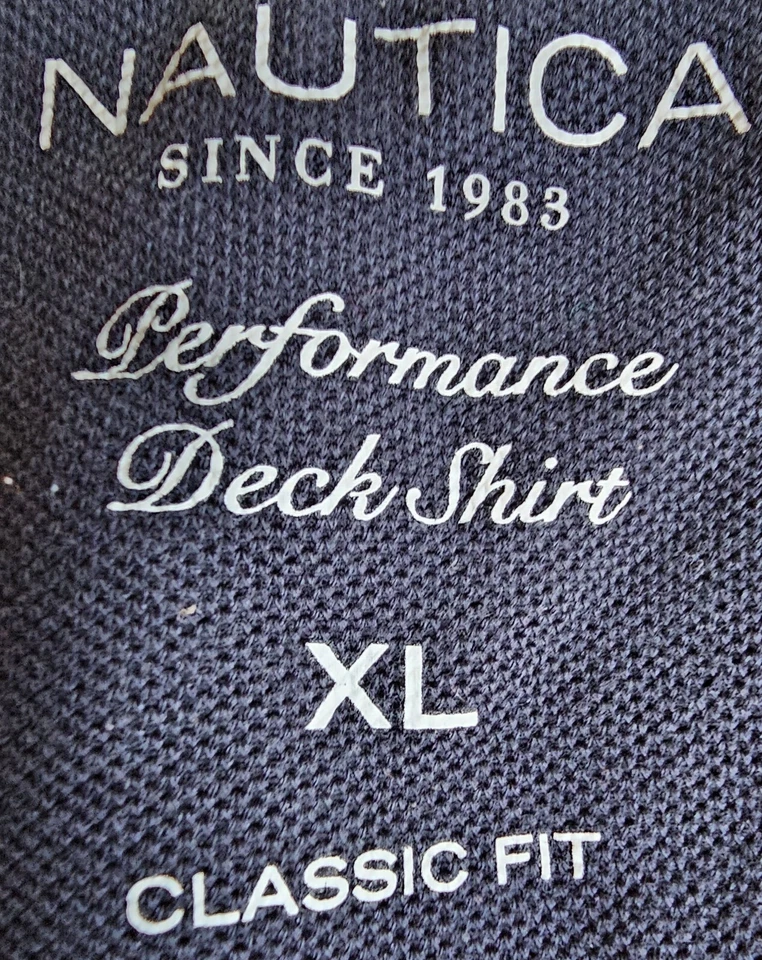 NAUTICA
SINCE 1983
Performance
Deck Shirt
XL
CLASSIC FIT